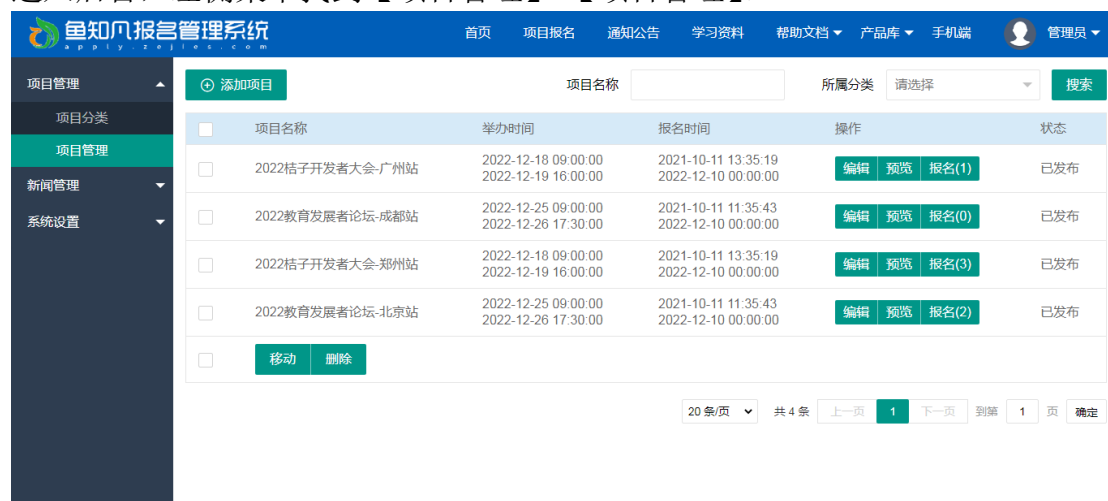 鱼知凡报名管理系统
apply.zejles.com
首页 项目报名 通知公告 学习资料 帮助文档 产品库 手机端 管理员
项目管理
项目分类
项目管理
新闻管理
系统设置
添加项目 项目名称 所属分类 请选择 搜索
项目名称 举办时间 报名时间 操作 状态
2022桔子开发者大会-广州站 2022-12-18 09:00:00 2021-10-11 13:35:19 编辑 预览 报名(1) 已发布
2022-12-19 16:00:00 2022-12-10 00:00:00
2022教育发展者论坛-成都站 2022-12-25 09:00:00 2021-10-11 11:35:43 编辑 预览 报名(0) 已发布
2022-12-26 17:30:00 2022-12-10 00:00:00
2022桔子开发者大会-郑州站 2022-12-18 09:00:00 2021-10-11 13:35:19 编辑 预览 报名(3) 已发布
2022-12-19 16:00:00 2022-12-10 00:00:00
2022教育发展者论坛-北京站 2022-12-25 09:00:00 2021-10-11 11:35:43 编辑 预览 报名(2) 已发布
2022-12-26 17:30:00 2022-12-10 00:00:00
移动 删除
20 条/页 共 4 条 上一页 1 下一页 到第 1 页 确定